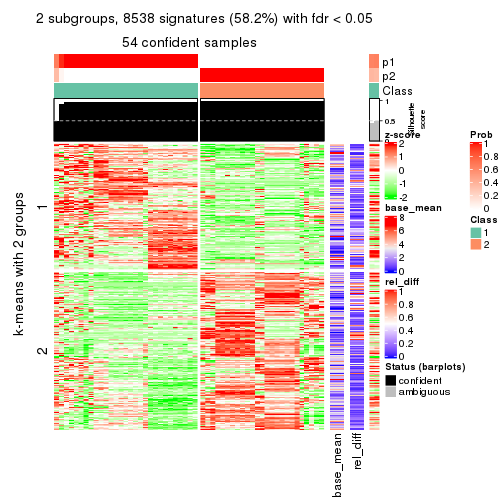 2 subgroups, 8538 signatures (58.2%) with fdr < 0.05
54 confident samples
p1
p2
Class
1
0.5
0
Silhouette
score
k-means with 2 groups
1
2
z-score
2
1
0
-1
-2
base_mean
8
6
4
2
0
rel_diff
1
0.8
0.6
0.4
0.2
0
Status (barplots)
confident
ambiguous
Prob
1
0.8
0.6
0.4
0.2
0
Class
1
2
base_mean
rel_diff